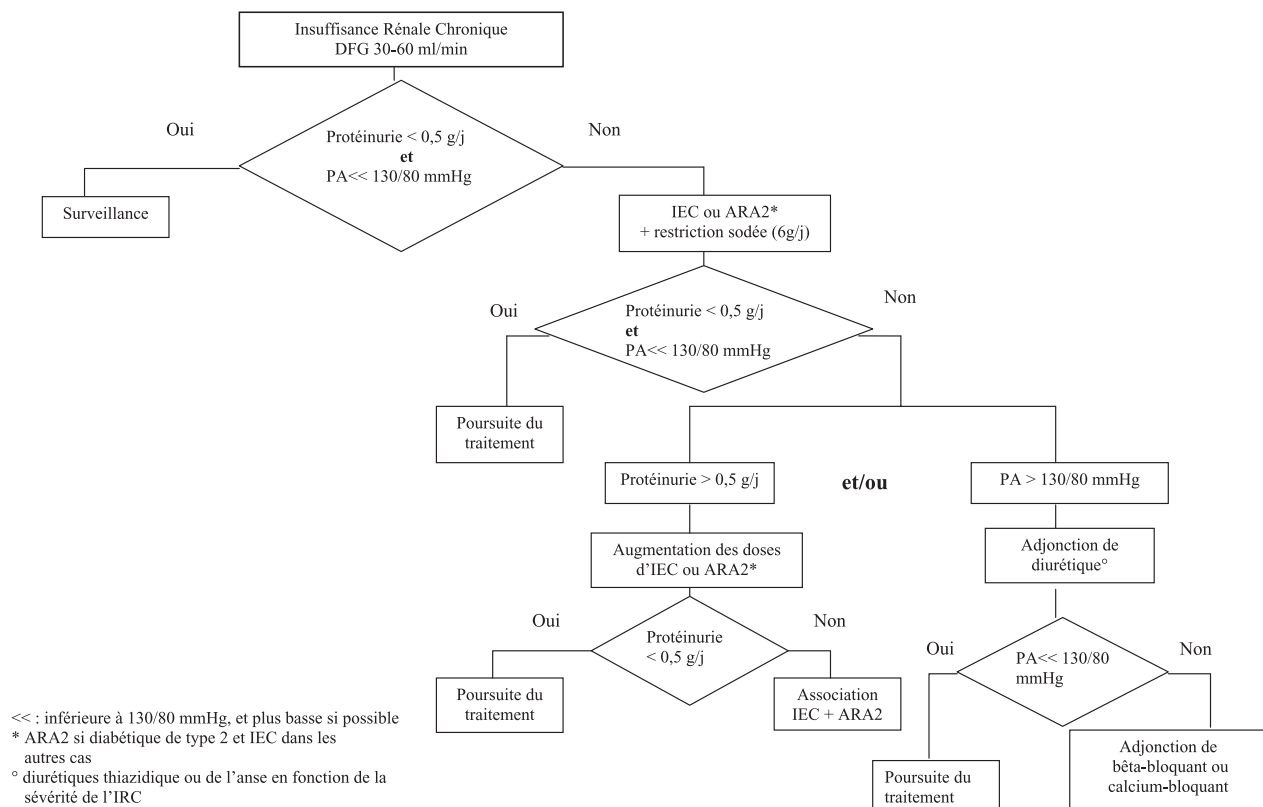 Insuffisance Rénale Chronique
DFG 30-60 ml/min
Oui
Non
Protéinurie < 0,5 g/j
et
PA<< 130/80 mmHg
Surveillance
IEC ou ARA2*
+ restriction sodée (6g/j)
Oui
Non
Protéinurie < 0,5 g/j
et
PA<< 130/80 mmHg
Poursuite du
traitement
Protéinurie > 0,5 g/j
et/ou
PA > 130/80 mmHg
Augmentation des doses
d'IEC ou ARA2*
Adjonction de
diurétique°
Oui
Non
Protéinurie
< 0,5 g/j
Oui
Non
PA<< 130/80
mmHg
Poursuite du
traitement
Association
IEC + ARA2
Poursuite du
traitement
Adjonction de
bêta-bloquant ou
calcium-bloquant
<< : inférieure à 130/80 mmHg, et plus basse si possible
* ARA2 si diabétique de type 2 et IEC dans les
autres cas
° diurétiques thiazidique ou de l'anse en fonction de la
sévérité de l'IRC